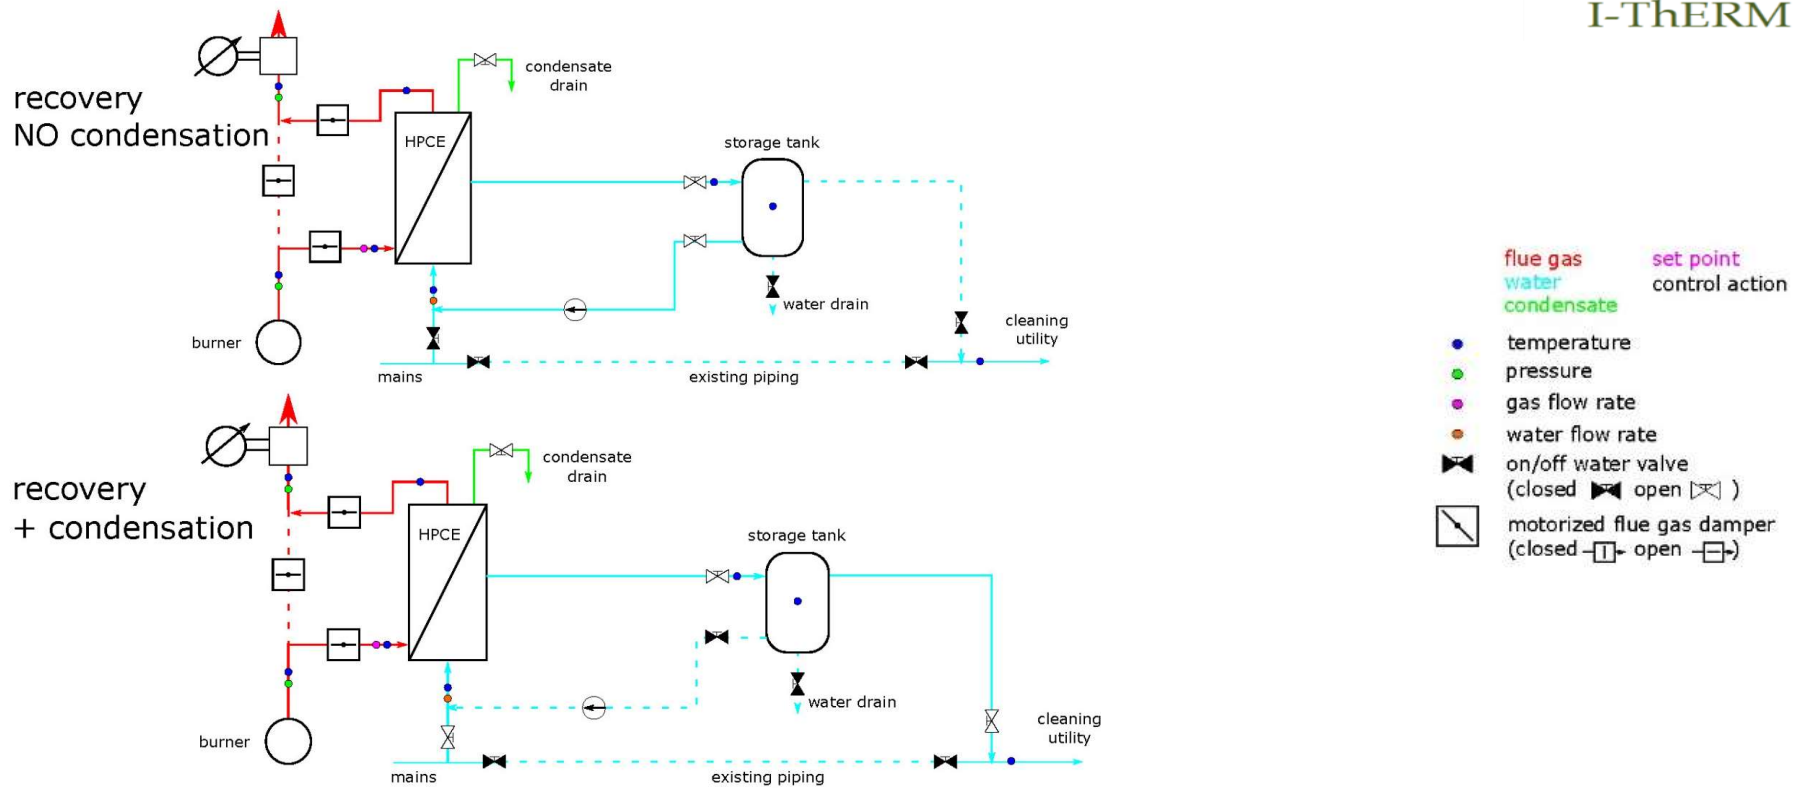 I-ThERM
recovery
NO condensation
condensate
drain
HPCE
storage tank
water drain
burner
mains
existing piping
cleaning
utility
recovery
+ condensation
condensate
drain
HPCE
storage tank
water drain
burner
mains
existing piping
cleaning
utility
flue gas
set point
water
control action
condensate
temperature
pressure
gas flow rate
water flow rate
on/off water valve
(closed open )
motorized flue gas damper
(closed open )